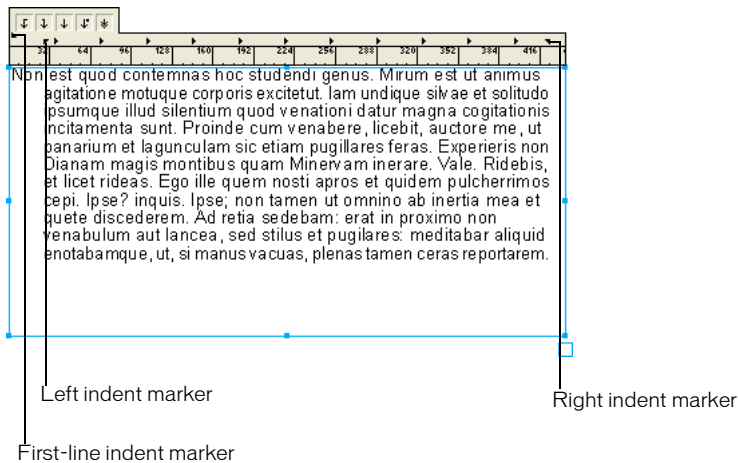 32 64 96 128 160 192 224 256 288 320 352 384 416
Non est quod contemnas hoc studendi genus. Mirum est ut animus
agitatione motuque corporis excitetut. Iam undique silvae et solitudo
ipsumque illud silentium quod venationi datur magna cogitationis
incitamenta sunt. Proinde cum venabere, licebit, auctore me, ut
panarium et lagunculam sic etiam pugillares feras. Experieris non
Dianam magis montibus quam Minervam inerare. Vale. Ridebis,
et licet rideas. Ego ille quem nosti apros et quidem pulcherrimos
cepi. Ipse? inquis. Ipse; non tamen ut omnino ab inertia mea et
quete discederem. Ad retia sedebam: erat in proximo non
venabulum aut lancea, sed stilus et pugilares: meditabar aliquid
enotabamque, ut, si manus vacuas, plenas tamen ceras reportarem.
Left indent marker
Right indent marker
First-line indent marker